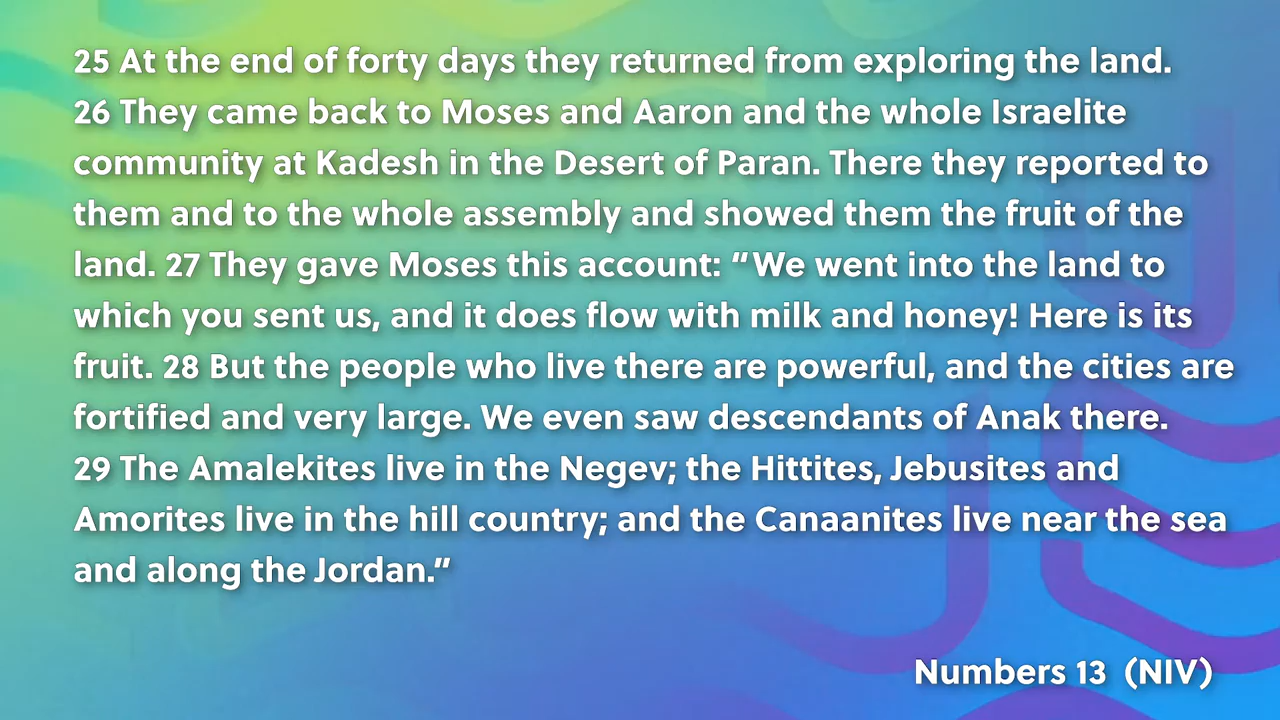 25 At the end of forty days they returned from exploring the land.
26 They came back to Moses and Aaron and the whole Israelite
community at Kadesh in the Desert of Paran. There they reported to
them and to the whole assembly and showed them the fruit of the
land. 27 They gave Moses this account: “We went into the land to
which you sent us, and it does flow with milk and honey! Here is its
fruit. 28 But the people who live there are powerful, and the cities are
fortified and very large. We even saw descendants of Anak there.
29 The Amalekites live in the Negev; the Hittites, Jebusites and
Amorites live in the hill country; and the Canaanites live near the sea
and along the Jordan.”
Numbers 13 (NIV)